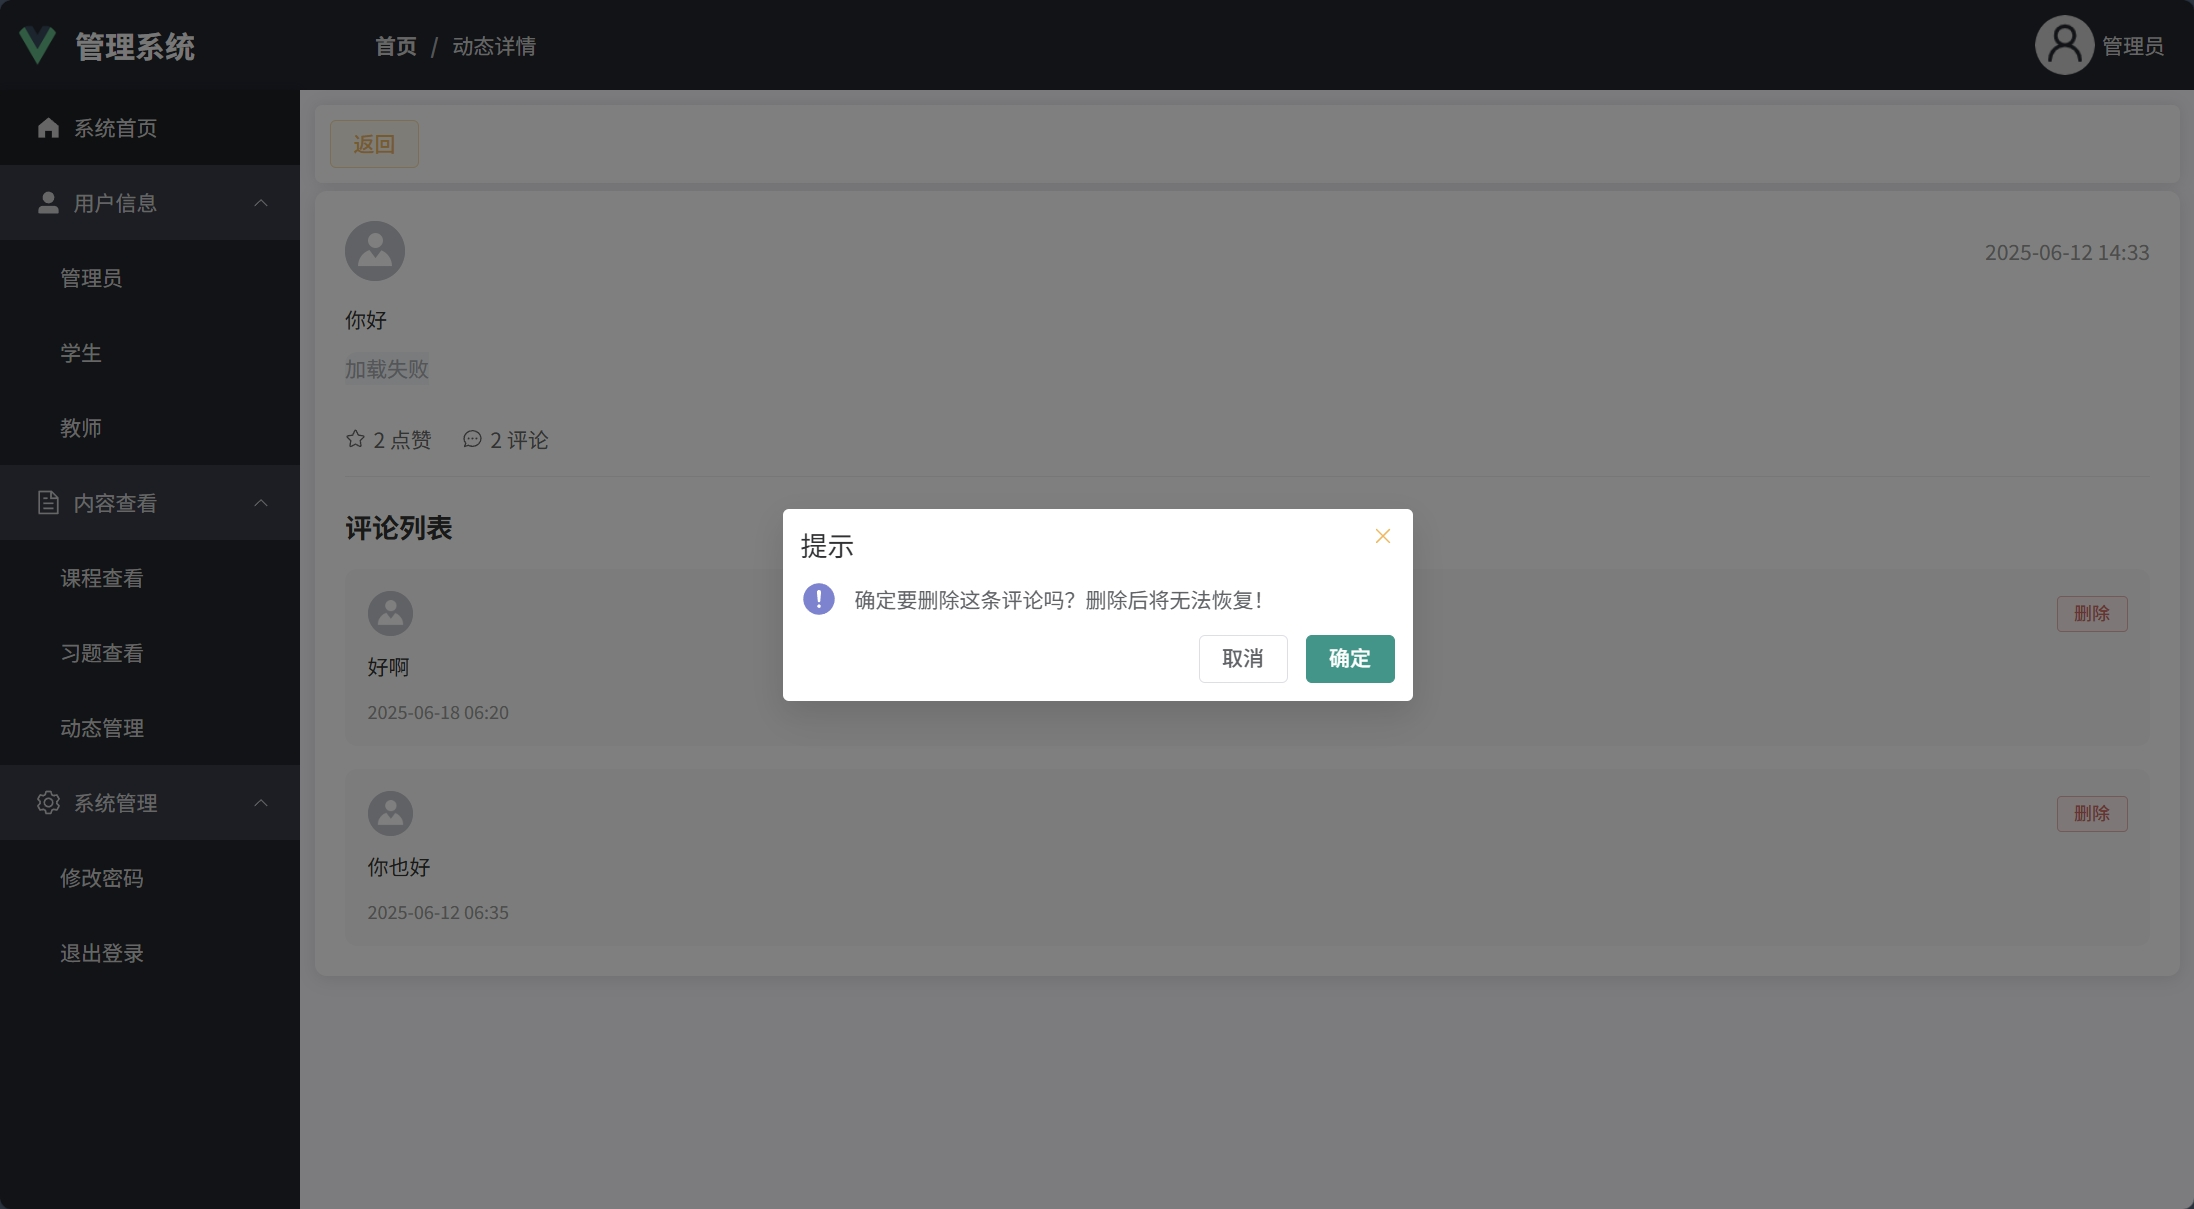 管理系统
首页 / 动态详情
管理员
系统首页
用户信息
管理员
学生
教师
内容查看
课程查看
习题查看
动态管理
系统管理
修改密码
退出登录
返回
2025-06-12 14:33
你好
加载失败
2 点赞 2 评论
评论列表
删除
好啊
2025-06-18 06:20
删除
你也好
2025-06-12 06:35
提示
确定要删除这条评论吗？删除后将无法恢复！
取消 确定